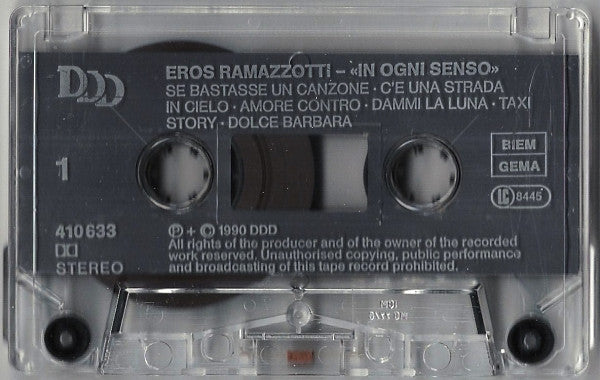 DDD
EROS RAMAZZOTTI – «IN OGNI SENSO»
SE BASTASSE UN CANZONE · C'E UNA STRADA
IN CIELO · AMORE CONTRO · DAMMI LA LUNA · TAXI
STORY · DOLCE BARBARA
1
BIEM
GEMA
LC 8445
410 633
STEREO
℗ + © 1990 DDD
All rights of the producer and of the owner of the recorded
work reserved. Unauthorised copying, public performance
and broadcasting of this tape record prohibited.